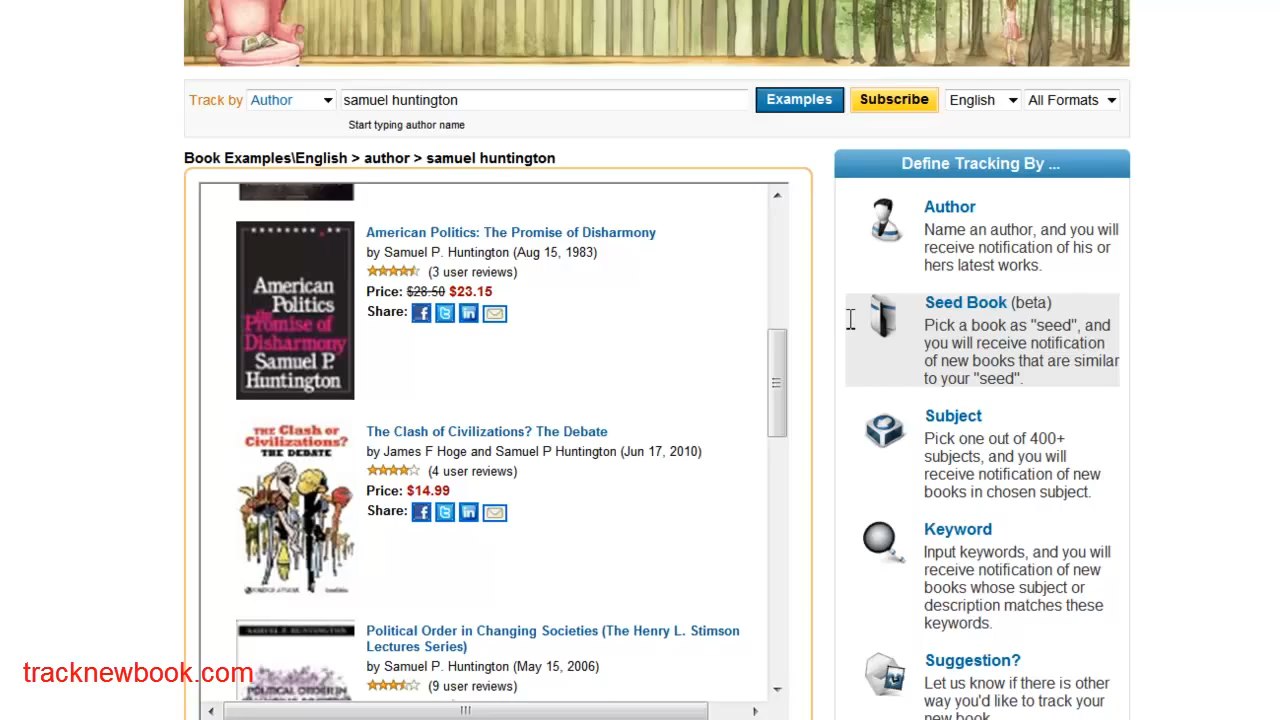 Track by Author samuel huntington Examples Subscribe English All Formats
Start typing author name
Book Examples\English > author > samuel huntington
American Politics: The Promise of Disharmony
by Samuel P. Huntington (Aug 15, 1983)
(3 user reviews)
Price: $28.50 $23.15
Share:
American
Politics
the
Promise of
Disharmony
Samuel P.
Huntington
The Clash of Civilizations? The Debate
by James F Hoge and Samuel P Huntington (Jun 17, 2010)
(4 user reviews)
Price: $14.99
Share:
THE Clash OF
Civilizations?
THE DEBATE
Political Order in Changing Societies (The Henry L. Stimson
Lectures Series)
by Samuel P. Huntington (May 15, 2006)
(9 user reviews)
SAMUEL P. HUNTINGTON
POLITICAL ORDER IN
Define Tracking By ...
Author
Name an author, and you will
receive notification of his or
hers latest works.
Seed Book (beta)
Pick a book as "seed", and
you will receive notification
of new books that are similar
to your "seed".
Subject
Pick one out of 400+
subjects, and you will
receive notification of new
books in chosen subject.
Keyword
Input keywords, and you will
receive notification of new
books whose subject or
description matches these
keywords.
Suggestion?
Let us know if there is other
way you'd like to track your
new book.
tracknewbook.com